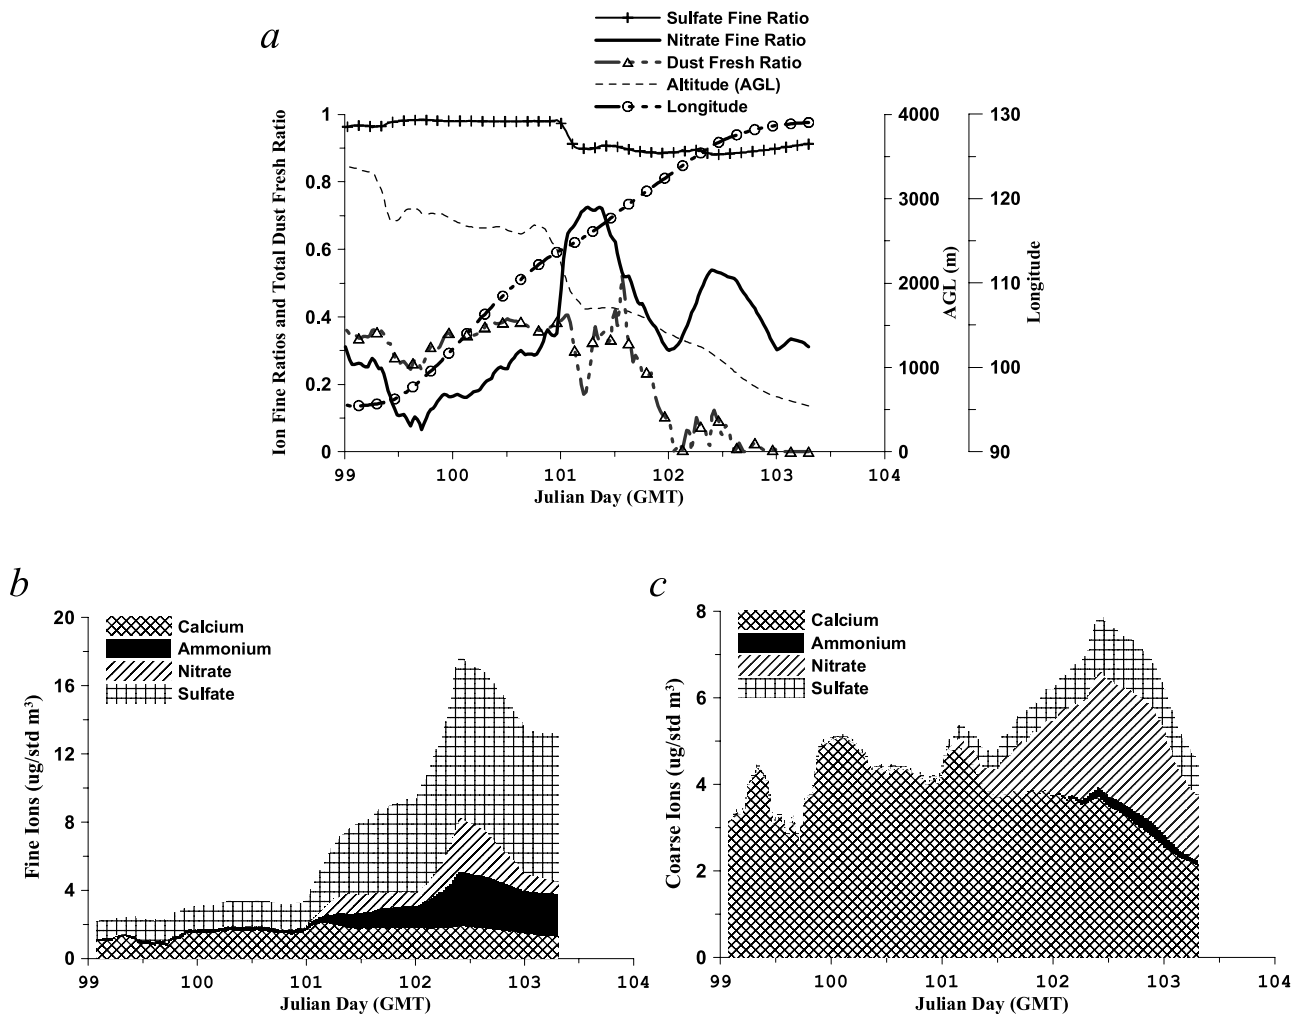 a
Sulfate Fine Ratio
Nitrate Fine Ratio
Dust Fresh Ratio
Altitude (AGL)
Longitude
Ion Fine Ratios and Total Dust Fresh Ratio
1
0.8
0.6
0.4
0.2
0
4000
3000
2000
1000
0
AGL (m)
130
120
110
100
90
Longitude
99 100 101 102 103 104
Julian Day (GMT)
b
Calcium
Ammonium
Nitrate
Sulfate
Fine Ions (ug/std m³)
20
16
12
8
4
0
99 100 101 102 103 104
Julian Day (GMT)
c
Calcium
Ammonium
Nitrate
Sulfate
Coarse Ions (ug/std m³)
8
6
4
2
0
99 100 101 102 103 104
Julian Day (GMT)